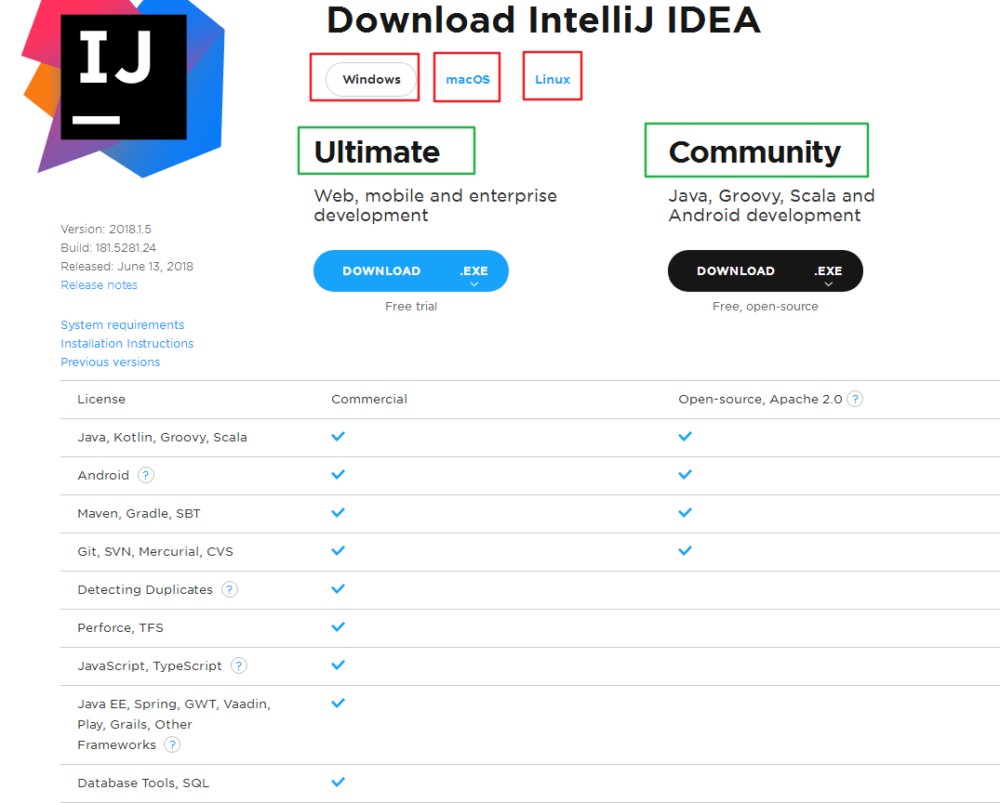 Download IntelliJ IDEA
IJ
Windows
macOS
Linux
Ultimate
Community
Web, mobile and enterprise
development
Java, Groovy, Scala and
Android development
Version: 2018.1.5
Build: 181.5281.24
Released: June 13, 2018
Release notes
DOWNLOAD .EXE
DOWNLOAD .EXE
Free trial
Free, open-source
System requirements
Installation Instructions
Previous versions
License Commercial Open-source, Apache 2.0 ?
Java, Kotlin, Groovy, Scala
Android ?
Maven, Gradle, SBT
Git, SVN, Mercurial, CVS
Detecting Duplicates ?
Perforce, TFS
JavaScript, TypeScript ?
Java EE, Spring, GWT, Vaadin,
Play, Grails, Other
Frameworks ?
Database Tools, SQL